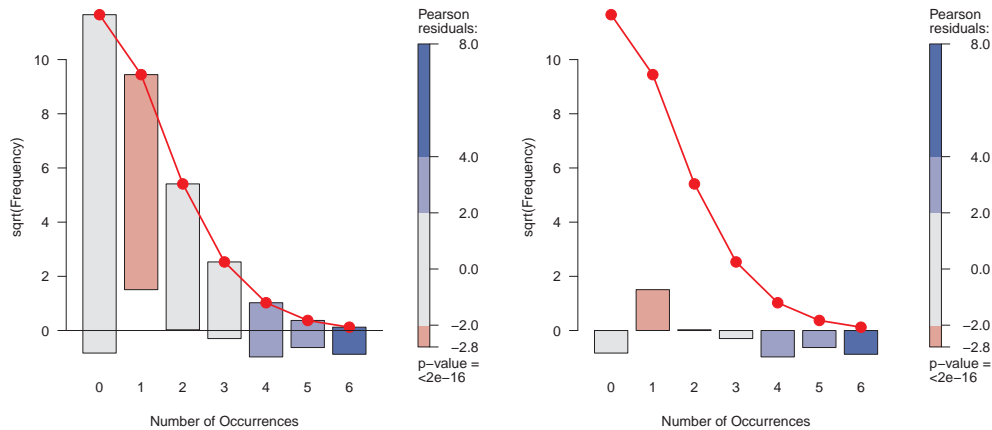 Pearson
residuals:
8.0
4.0
2.0
0.0
−2.0
−2.8
p−value =
<2e−16
sqrt(Frequency)
10
8
6
4
2
0
0 1 2 3 4 5 6
Number of Occurrences
Pearson
residuals:
8.0
4.0
2.0
0.0
−2.0
−2.8
p−value =
<2e−16
sqrt(Frequency)
10
8
6
4
2
0
0 1 2 3 4 5 6
Number of Occurrences